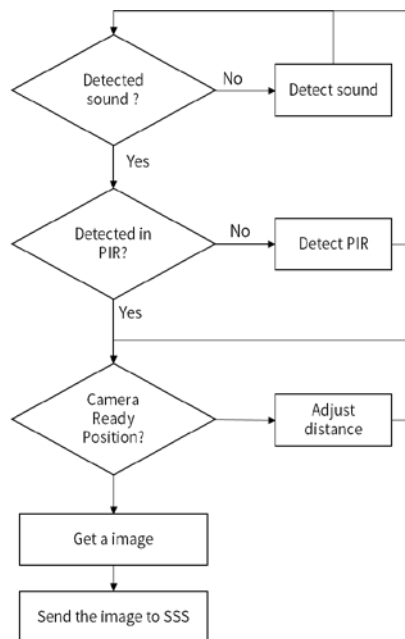 Detected
sound ?
No
Detect sound
Yes
Detected in
PIR?
No
Detect PIR
Yes
Camera
Ready
Position?
Adjust
distance
Get a image
Send the image to SSS